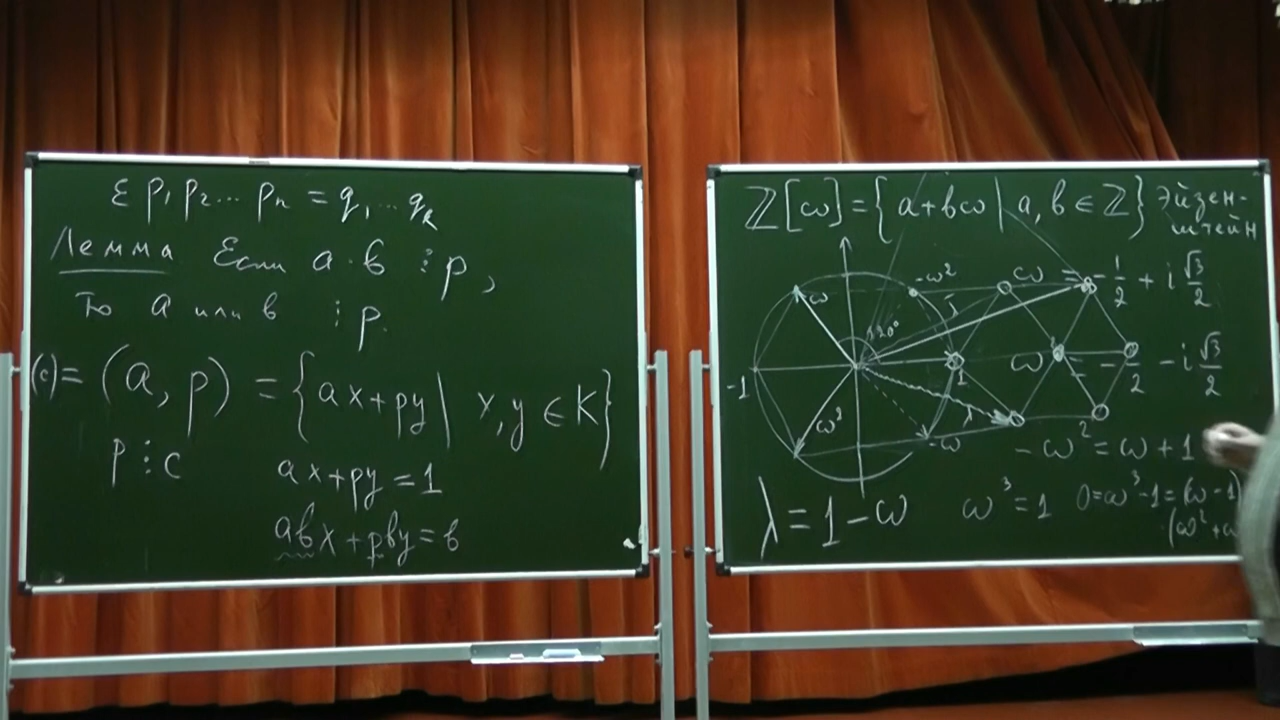 ε p₁ p₂ ... pₙ = q₁ ... qₖ
Лемма Если a·b ⋮ p,
то a или b ⋮ p.
(c) = (a, p) = {ax+py | x, y ∈ K}
p ⋮ c
ax+py=1
abx+pby=b
ℤ[ω]={a+bω | a, b ∈ ℤ} Эйзен-
штейн
ω
-ω²
ω = -1/2 + i √3/2
120°
-1
1
ω² = -1/2 - i √3/2
ω²
λ
-ω
-ω² = ω+1
λ=1-ω
ω³=1
0=ω³-1=(ω-1)
(ω²+ω